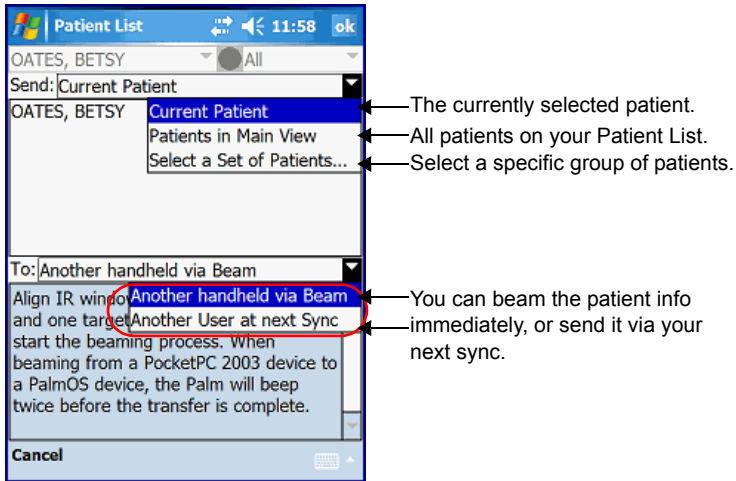 Patient List 11:58 ok
OATES, BETSY All
Send: Current Patient
OATES, BETSY
Current Patient
Patients in Main View
Select a Set of Patients...
The currently selected patient.
All patients on your Patient List.
Select a specific group of patients.
To: Another handheld via Beam
Another handheld via Beam
Another User at next Sync
Align IR windo
and one target
start the beaming process. When
beaming from a PocketPC 2003 device to
a PalmOS device, the Palm will beep
twice before the transfer is complete.
You can beam the patient info
immediately, or send it via your
next sync.
Cancel